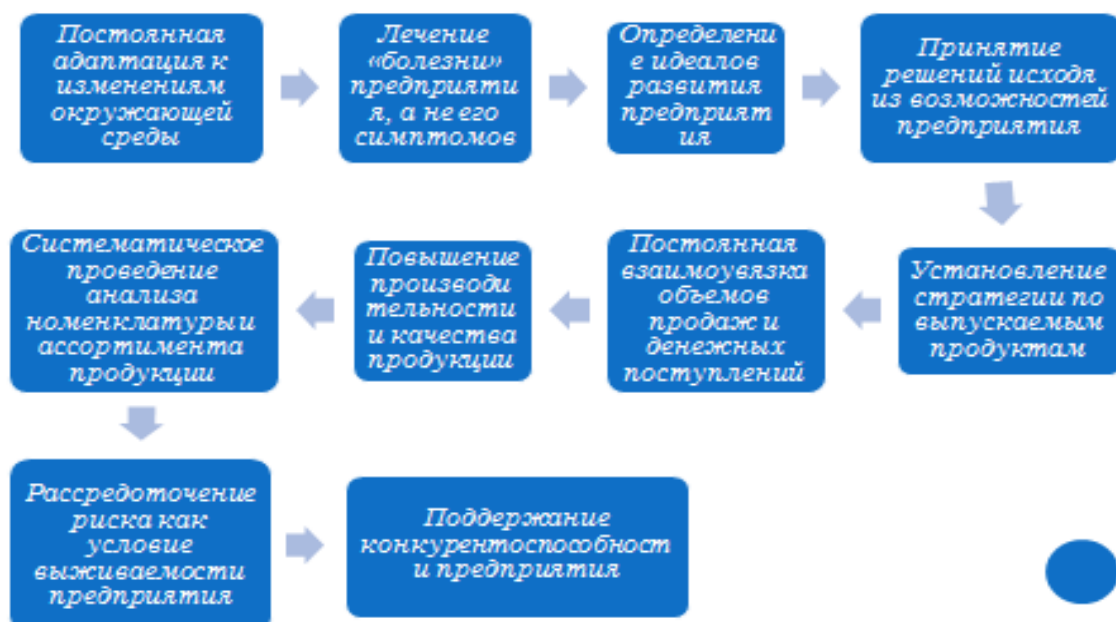 Постоянная
адаптация к
изменениям
окружающей
среды
Лечение
«болезни»
предприяти
я, а не его
симптомов
Определени
е идеалов
развития
предприят
ия
Принятие
решений исходя
из возможностей
предприятия
Установление
стратегии по
выпускаемым
продуктам
Постоянная
взаимоувязка
объемов
продаж и
денежных
поступлений
Повышение
производи
тельности
и качества
продукции
Систематическое
проведение
анализа
номенклатуры и
ассортимента
продукции
Рассредоточение
риска как
условие
выживаемости
предприятия
Поддержание
конкурентоспособност
и предприятия